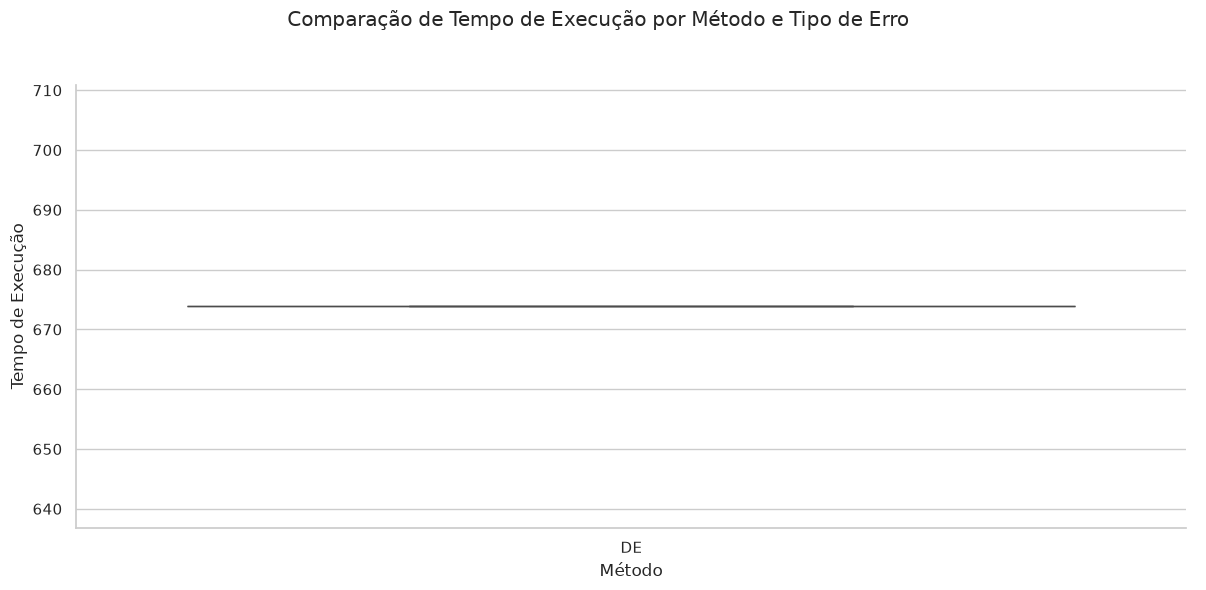 Comparação de Tempo de Execução por Método e Tipo de Erro
710
700
690
680
670
660
650
640
Tempo de Execução
DE
Método